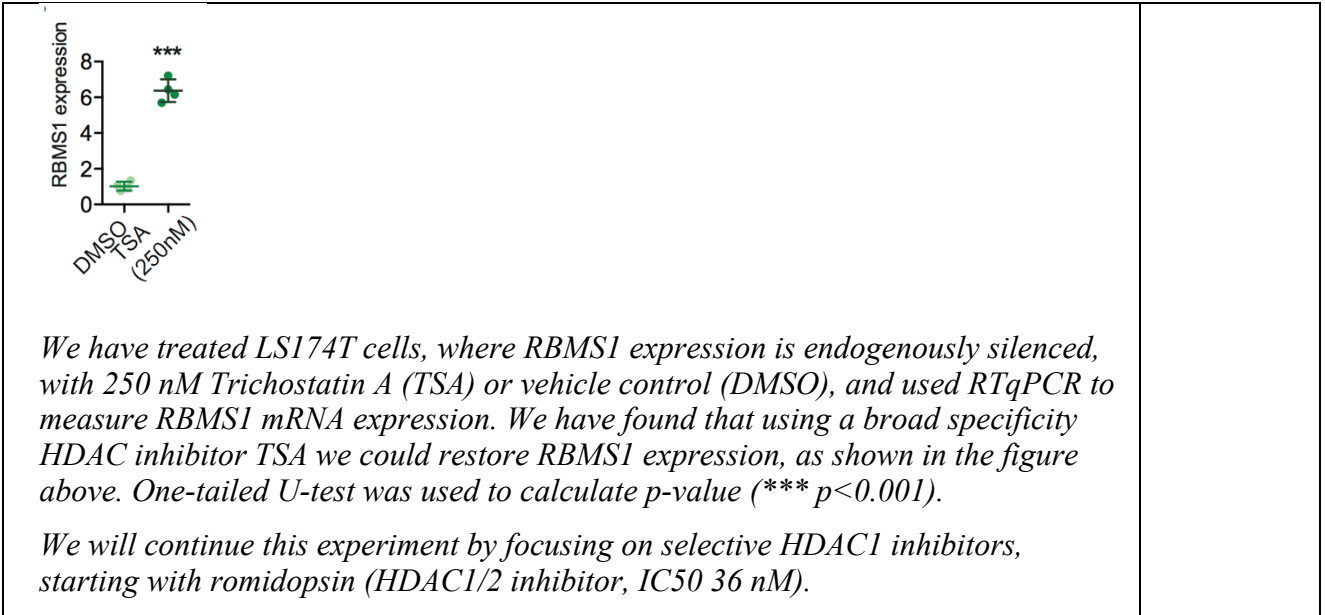 RBMS1 expression
***
8
6
4
2
0
DMSO
TSA
(250nM)
We have treated LS174T cells, where RBMS1 expression is endogenously silenced,
with 250 nM Trichostatin A (TSA) or vehicle control (DMSO), and used RTqPCR to
measure RBMS1 mRNA expression. We have found that using a broad specificity
HDAC inhibitor TSA we could restore RBMS1 expression, as shown in the figure
above. One-tailed U-test was used to calculate p-value (*** p<0.001).
We will continue this experiment by focusing on selective HDAC1 inhibitors,
starting with romidopsin (HDAC1/2 inhibitor, IC50 36 nM).